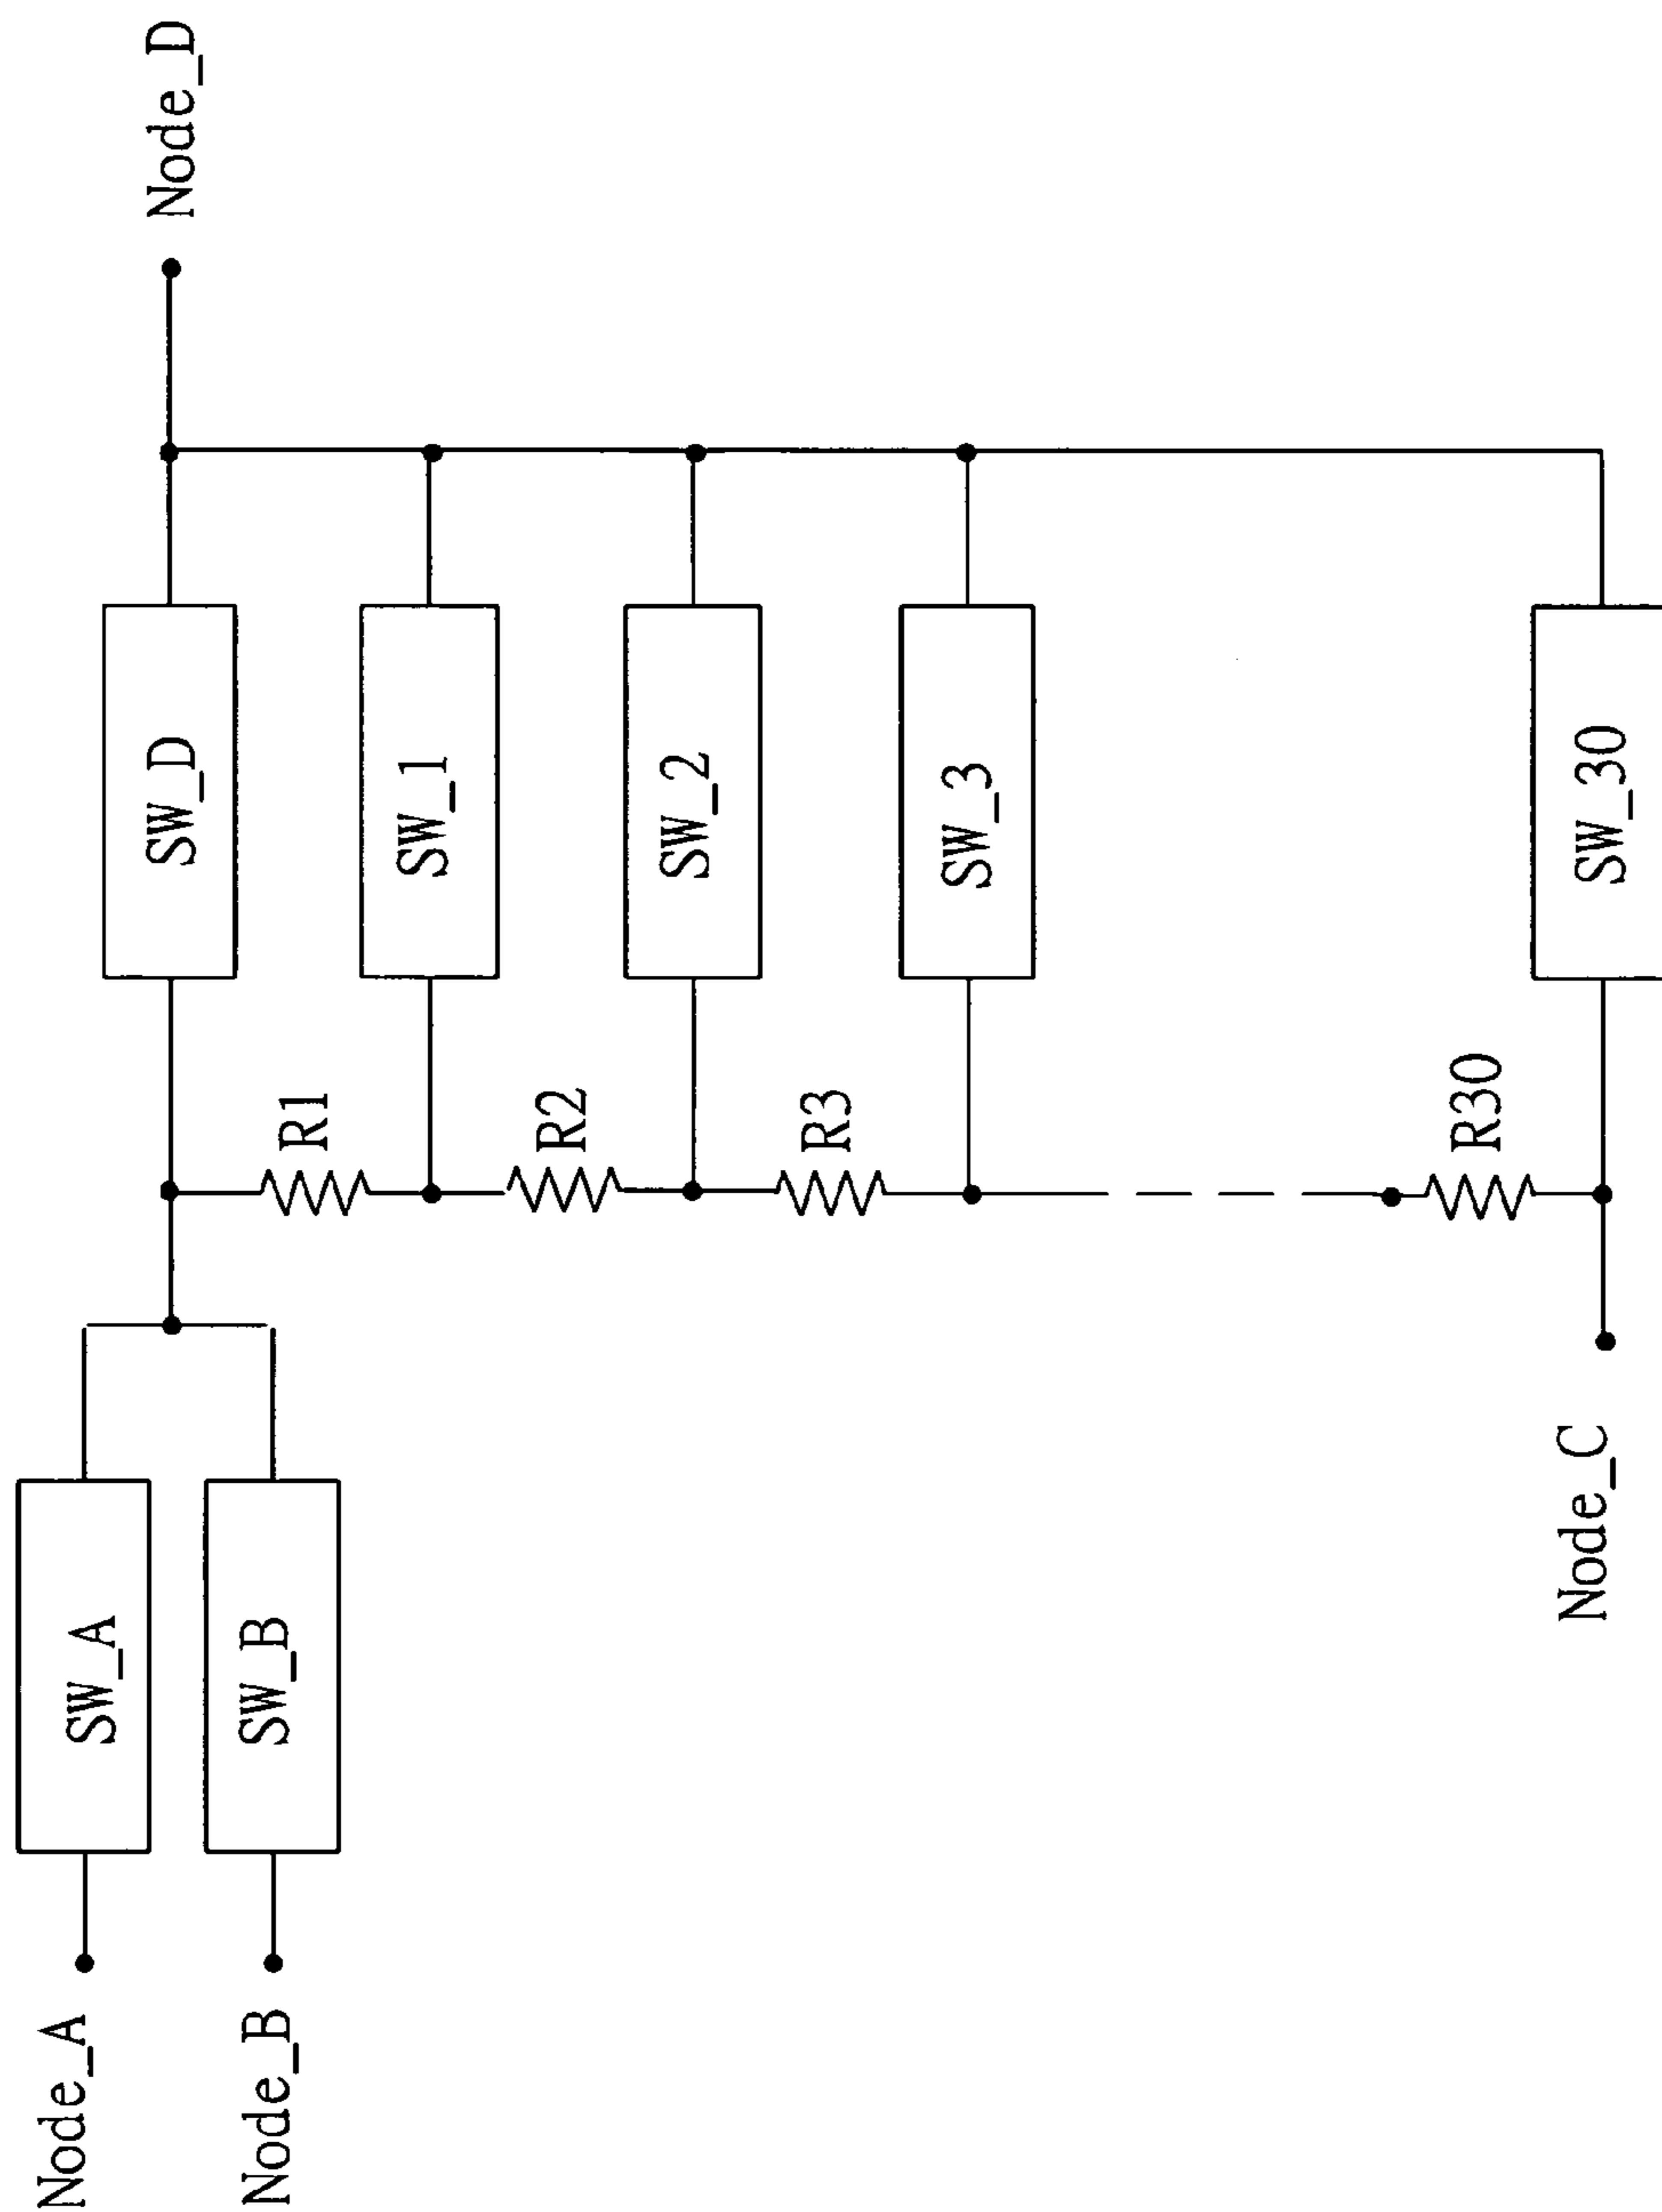 Node_A
Node_B
SW_A
SW_B
Node_C
R1
R2
R3
R30
SW_D
SW_1
SW_2
SW_3
SW_30
Node_D